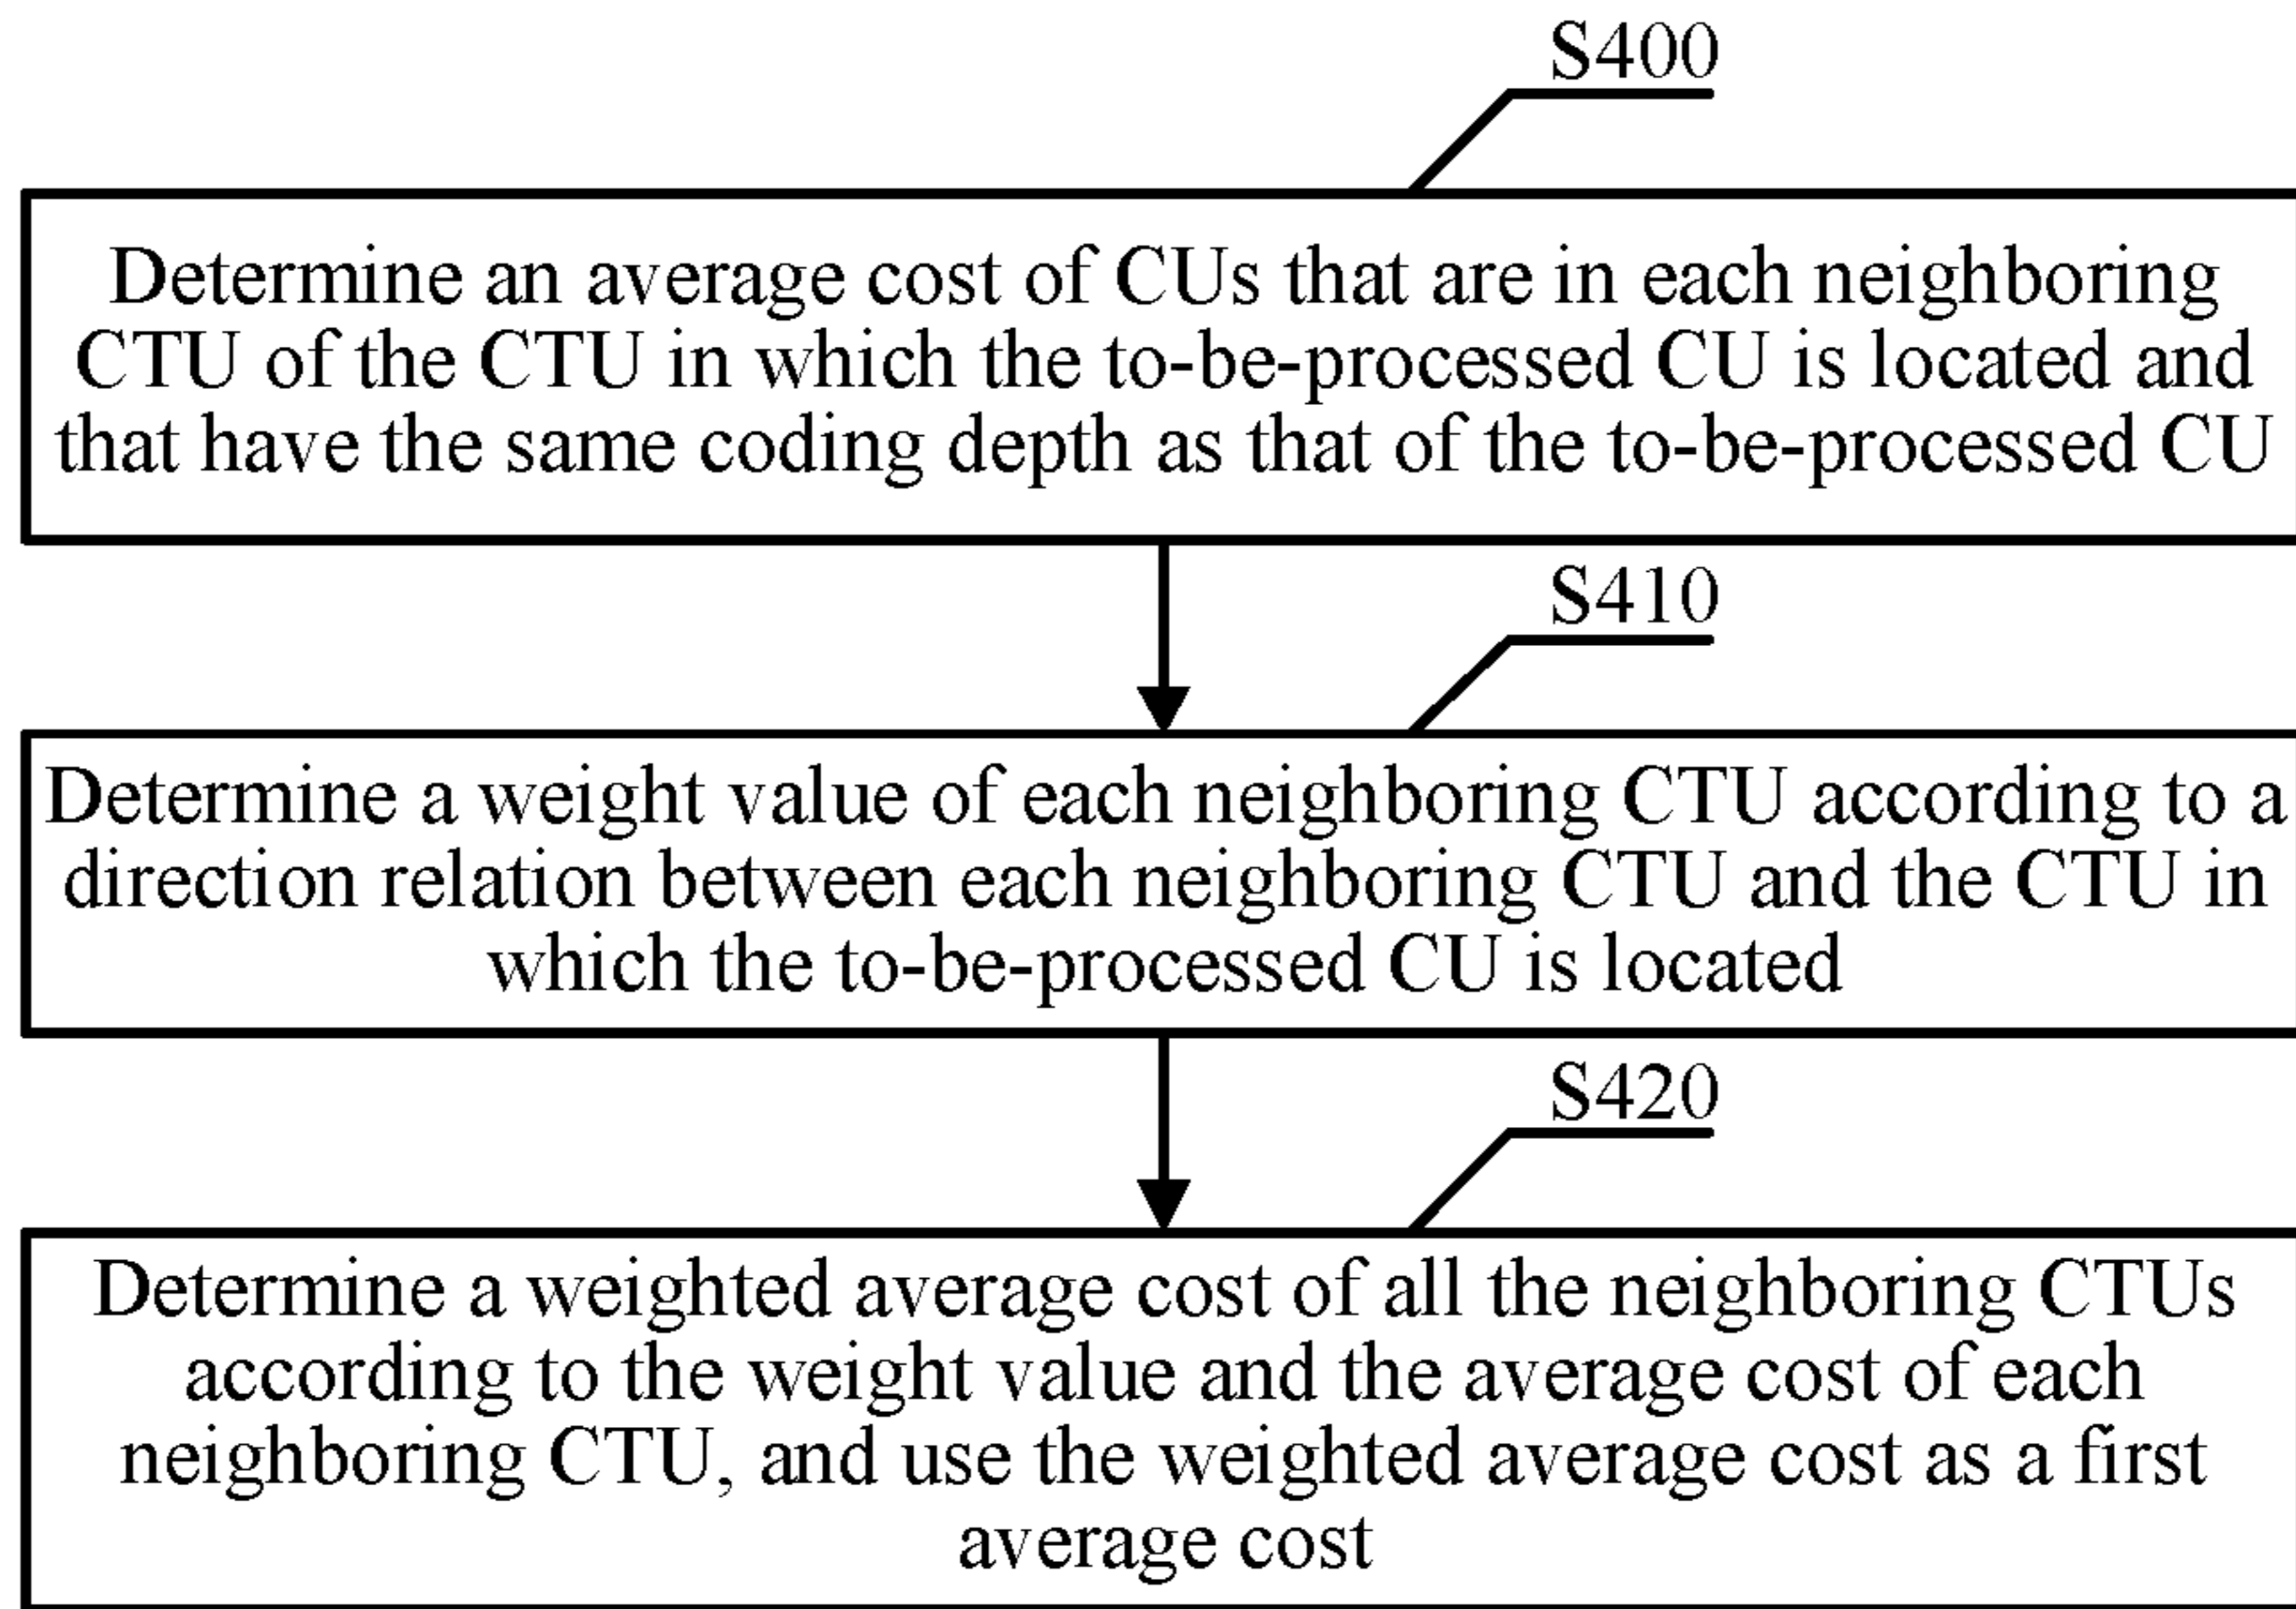 S400
Determine an average cost of CUs that are in each neighboring
CTU of the CTU in which the to-be-processed CU is located and
that have the same coding depth as that of the to-be-processed CU
S410
Determine a weight value of each neighboring CTU according to a
direction relation between each neighboring CTU and the CTU in
which the to-be-processed CU is located
S420
Determine a weighted average cost of all the neighboring CTUs
according to the weight value and the average cost of each
neighboring CTU, and use the weighted average cost as a first
average cost